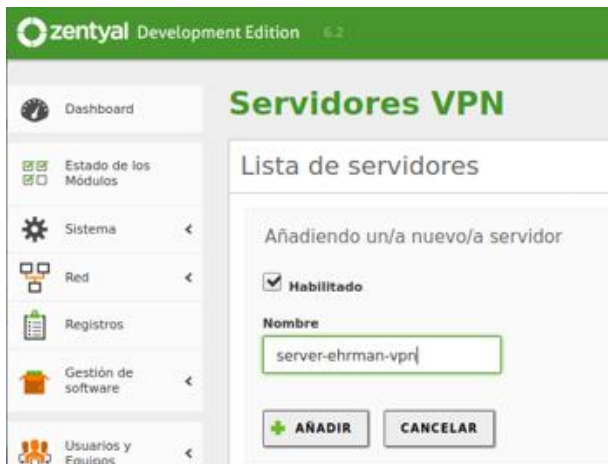 zentyal Development Edition 6.2
Dashboard
Estado de los
Módulos
Sistema
Red
Registros
Gestión de
software
Usuarios y
Equipos
Servidores VPN
Lista de servidores
Añadiendo un/a nuevo/a servidor
Habilitado
Nombre
server-ehrman-vpn
AÑADIR
CANCELAR